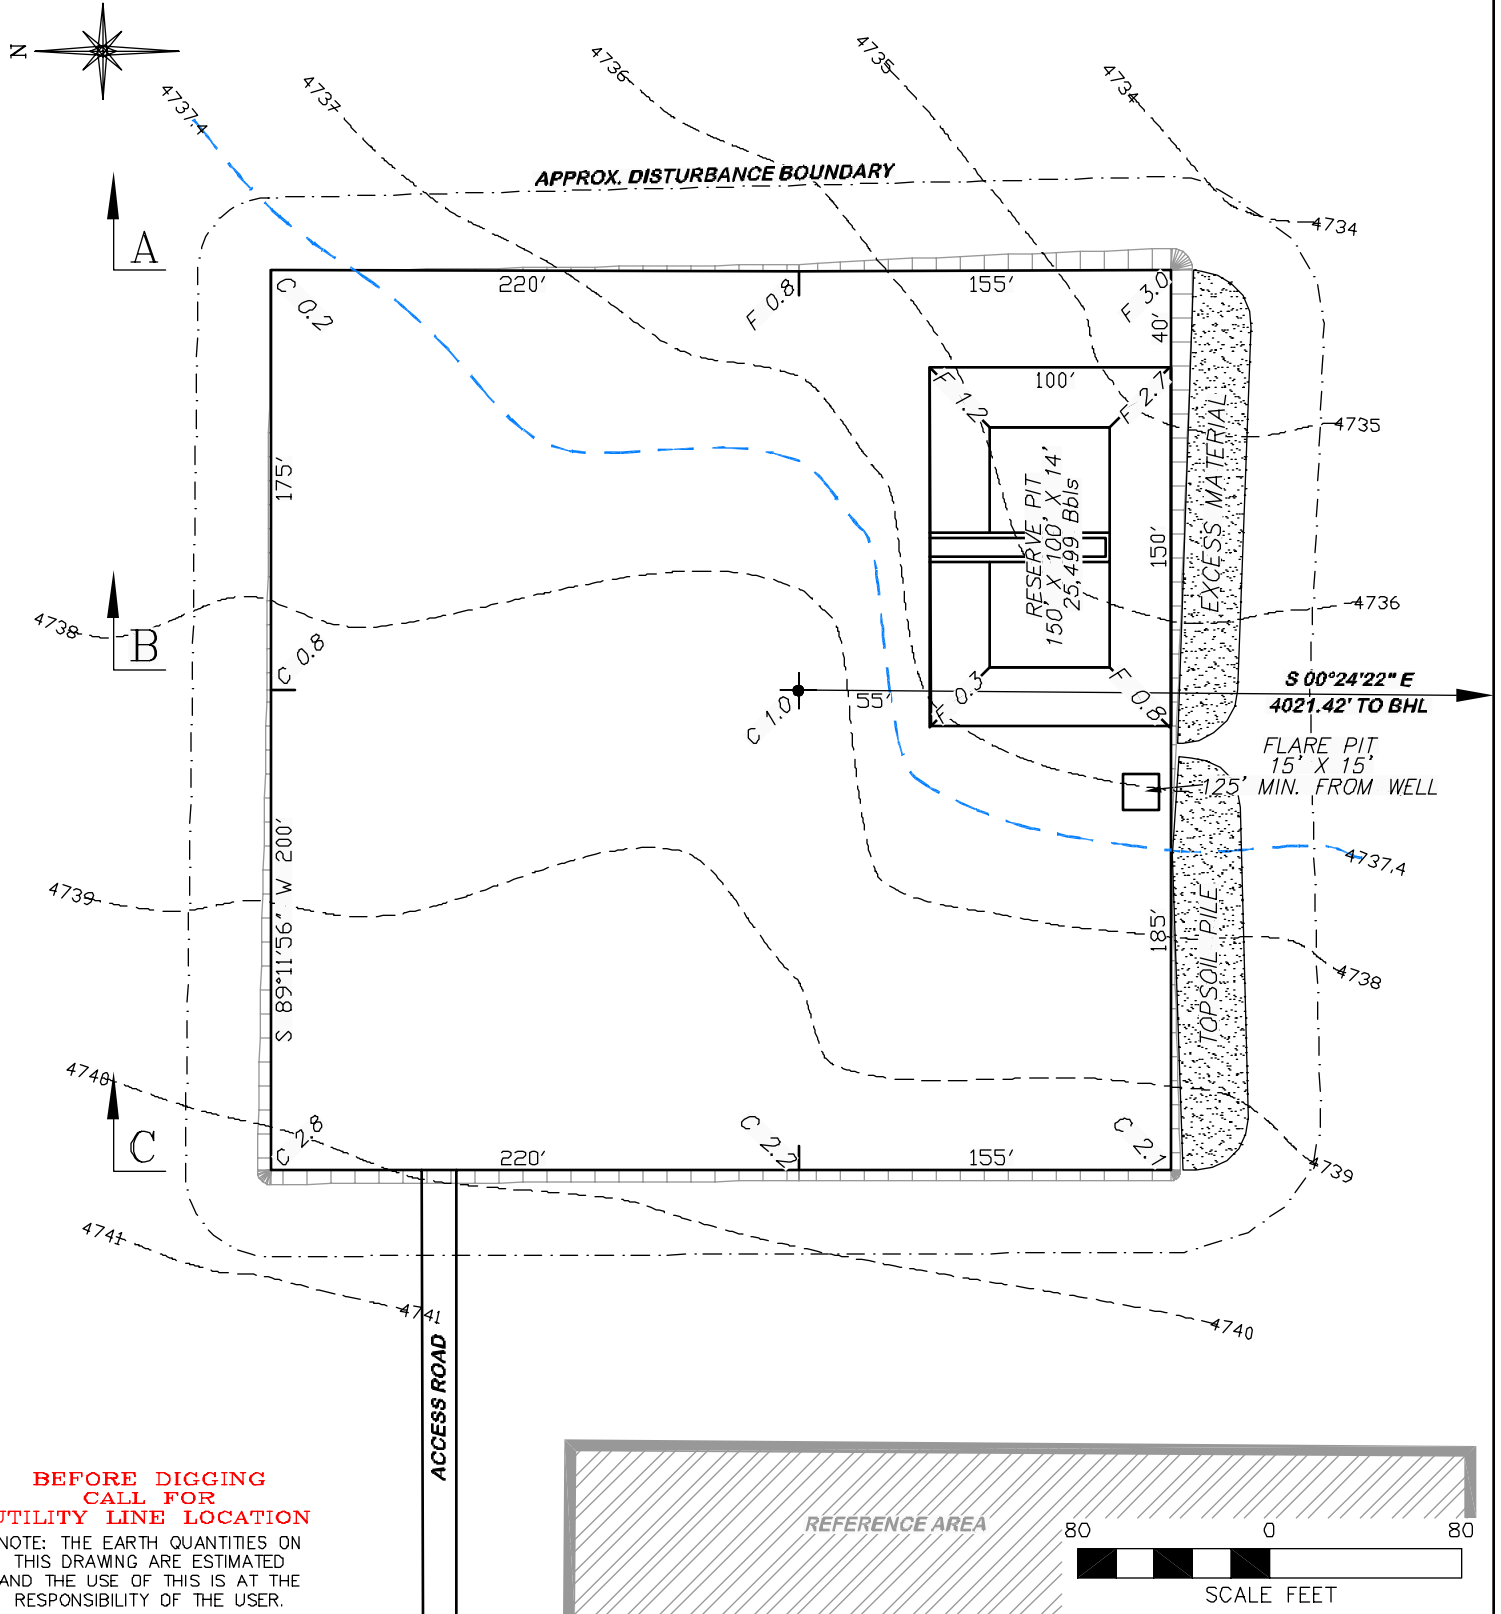 N
4737.4
4737
4736
4735
4734
APPROX. DISTURBANCE BOUNDARY
4734
A
220'
155'
C 0.2
F 0.8
F 3.0
40'
100'
F 1.2
F 2.7
4735
175'
EXCESS MATERIAL
RESERVE PIT
150' X 100' X 14'
25,499 Bbls
150'
4736
4738
B
C 0.8
C 1.0
55'
F 0.3
F 0.8
S 00°24'22" E
4021.42' TO BHL
FLARE PIT
15' X 15'
125' MIN. FROM WELL
4737.4
S 89°11'56" W 200'
4739
185'
TOPSOIL PILE
4738
4740
C
C 2.8
C 2.2
C 2.1
220'
155'
4739
4741
4741
4740
ACCESS ROAD
BEFORE DIGGING
CALL FOR
UTILITY LINE LOCATION
NOTE: THE EARTH QUANTITIES ON
THIS DRAWING ARE ESTIMATED
AND THE USE OF THIS IS AT THE
RESPONSIBILITY OF THE USER.
REFERENCE AREA
80 0 80
SCALE FEET